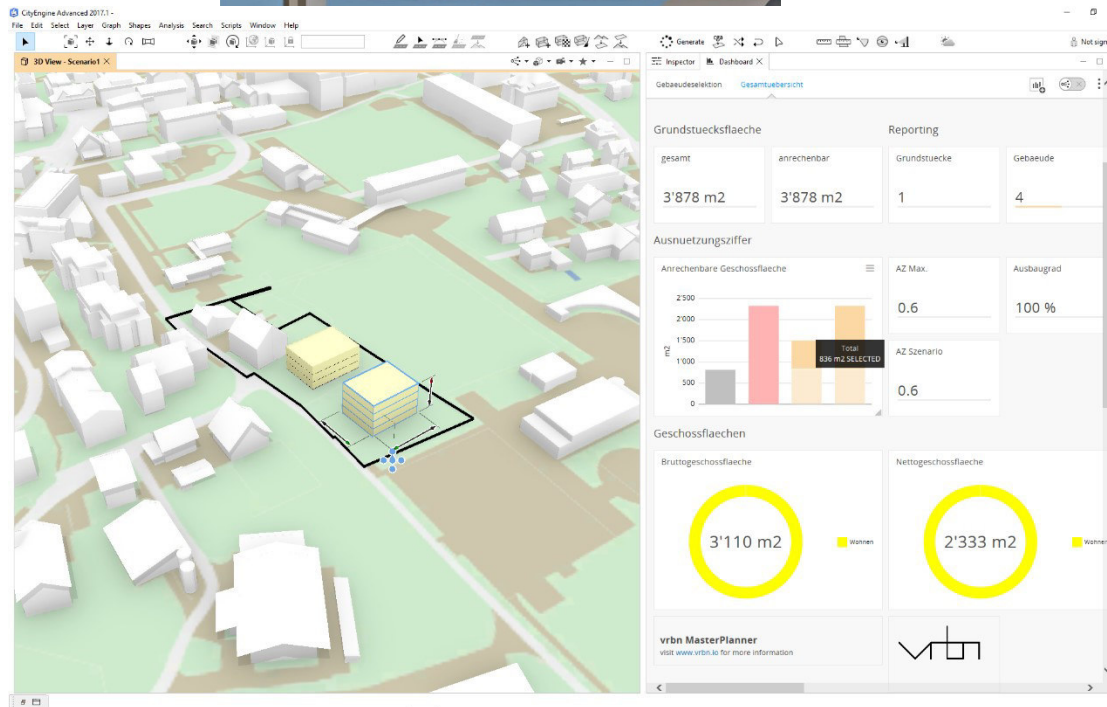 CityEngine Advanced 2017.1 -
File Edit Select Layer Graph Shapes Analysis Search Scripts Window Help
Generate
Not sign
3D View - Scenario1
Inspector Dashboard
Gebaeudeselektion Gesamtuebersicht
Grundstuecksflaeche Reporting
gesamt anrechenbar Grundstuecke Gebaeude
3'878 m2 3'878 m2 1 4
Ausnuetzungsziffer
Anrechenbare Geschossflaeche AZ Max. Ausbaugrad
0.6 100 %
m2
2'500
2'000
1'500
1'000
500
0
Total
836 m2 SELECTED
AZ Szenario
0.6
Geschossflaechen
Bruttogeschossflaeche Nettogeschossflaeche
3'110 m2 Wohnen 2'333 m2 Wohnen
vrbn MasterPlanner
visit www.vrbn.io for more information
vrbn